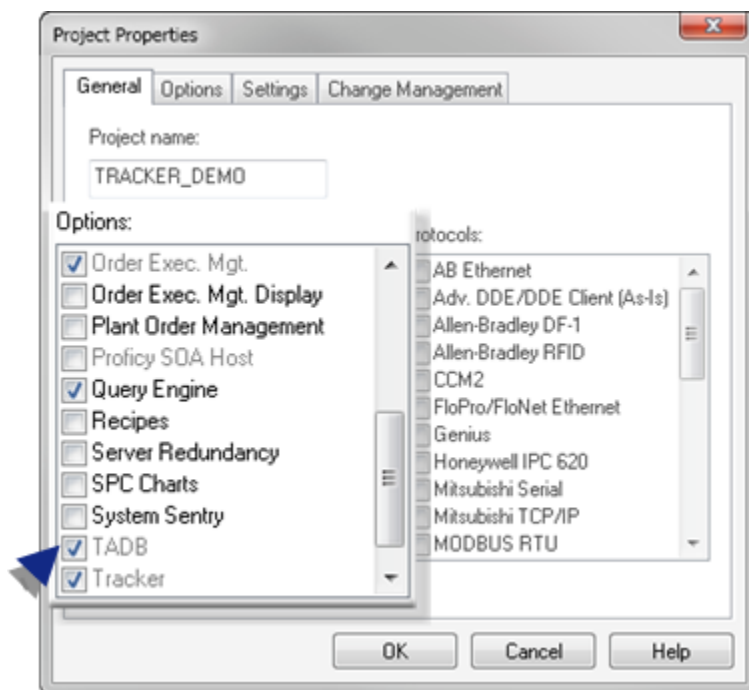 Project Properties
General Options Settings Change Management
Project name:
TRACKER_DEMO
Options:
Order Exec. Mgt.
Order Exec. Mgt. Display
Plant Order Management
Proficy SOA Host
Query Engine
Recipes
Server Redundancy
SPC Charts
System Sentry
TADB
Tracker
rotocols:
AB Ethernet
Adv. DDE/DDE Client (As-Is)
Allen-Bradley DF-1
Allen-Bradley RFID
CCM2
FloPro/FloNet Ethernet
Genius
Honeywell IPC 620
Mitsubishi Serial
Mitsubishi TCP/IP
MODBUS RTU
OK Cancel Help